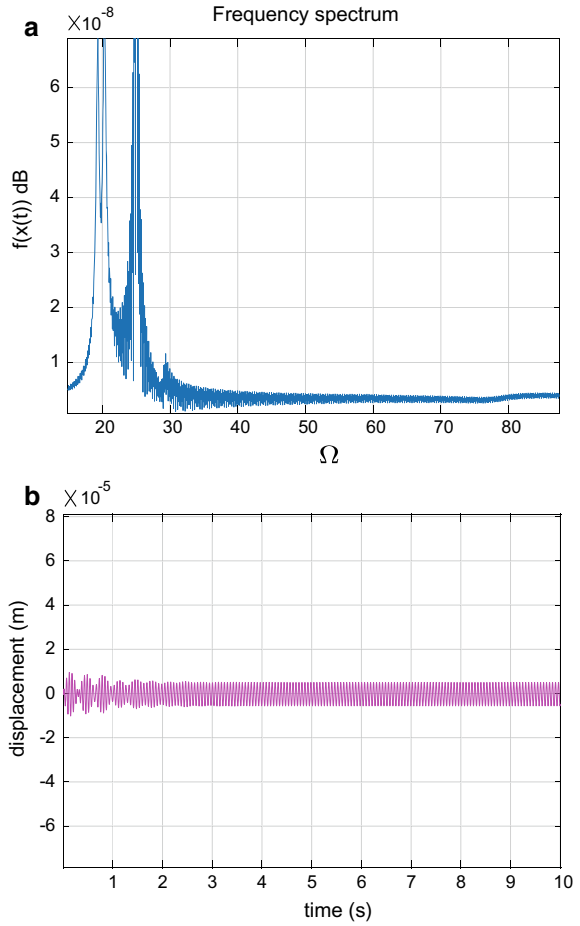 a
×10-8
Frequency spectrum
6
5
4
3
2
1
f(x(t)) dB
20 30 40 50 60 70 80
Ω
b
×10-5
8
6
4
2
0
-2
-4
-6
displacement (m)
1 2 3 4 5 6 7 8 9 10
time (s)